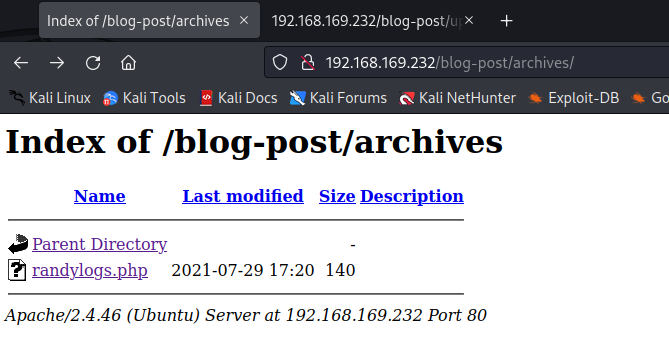 Index of /blog-post/archives
192.168.169.232/blog-post/up
192.168.169.232/blog-post/archives/
Kali Linux Kali Tools Kali Docs Kali Forums Kali NetHunter Exploit-DB Go
Index of /blog-post/archives
Name Last modified Size Description
Parent Directory -
randylogs.php 2021-07-29 17:20 140
Apache/2.4.46 (Ubuntu) Server at 192.168.169.232 Port 80